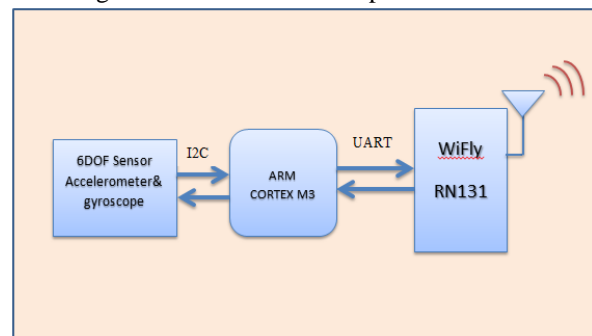 I2C
UART
6DOF Sensor
Accelerometer&
gyroscope
ARM
CORTEX M3
WiFly
RN131